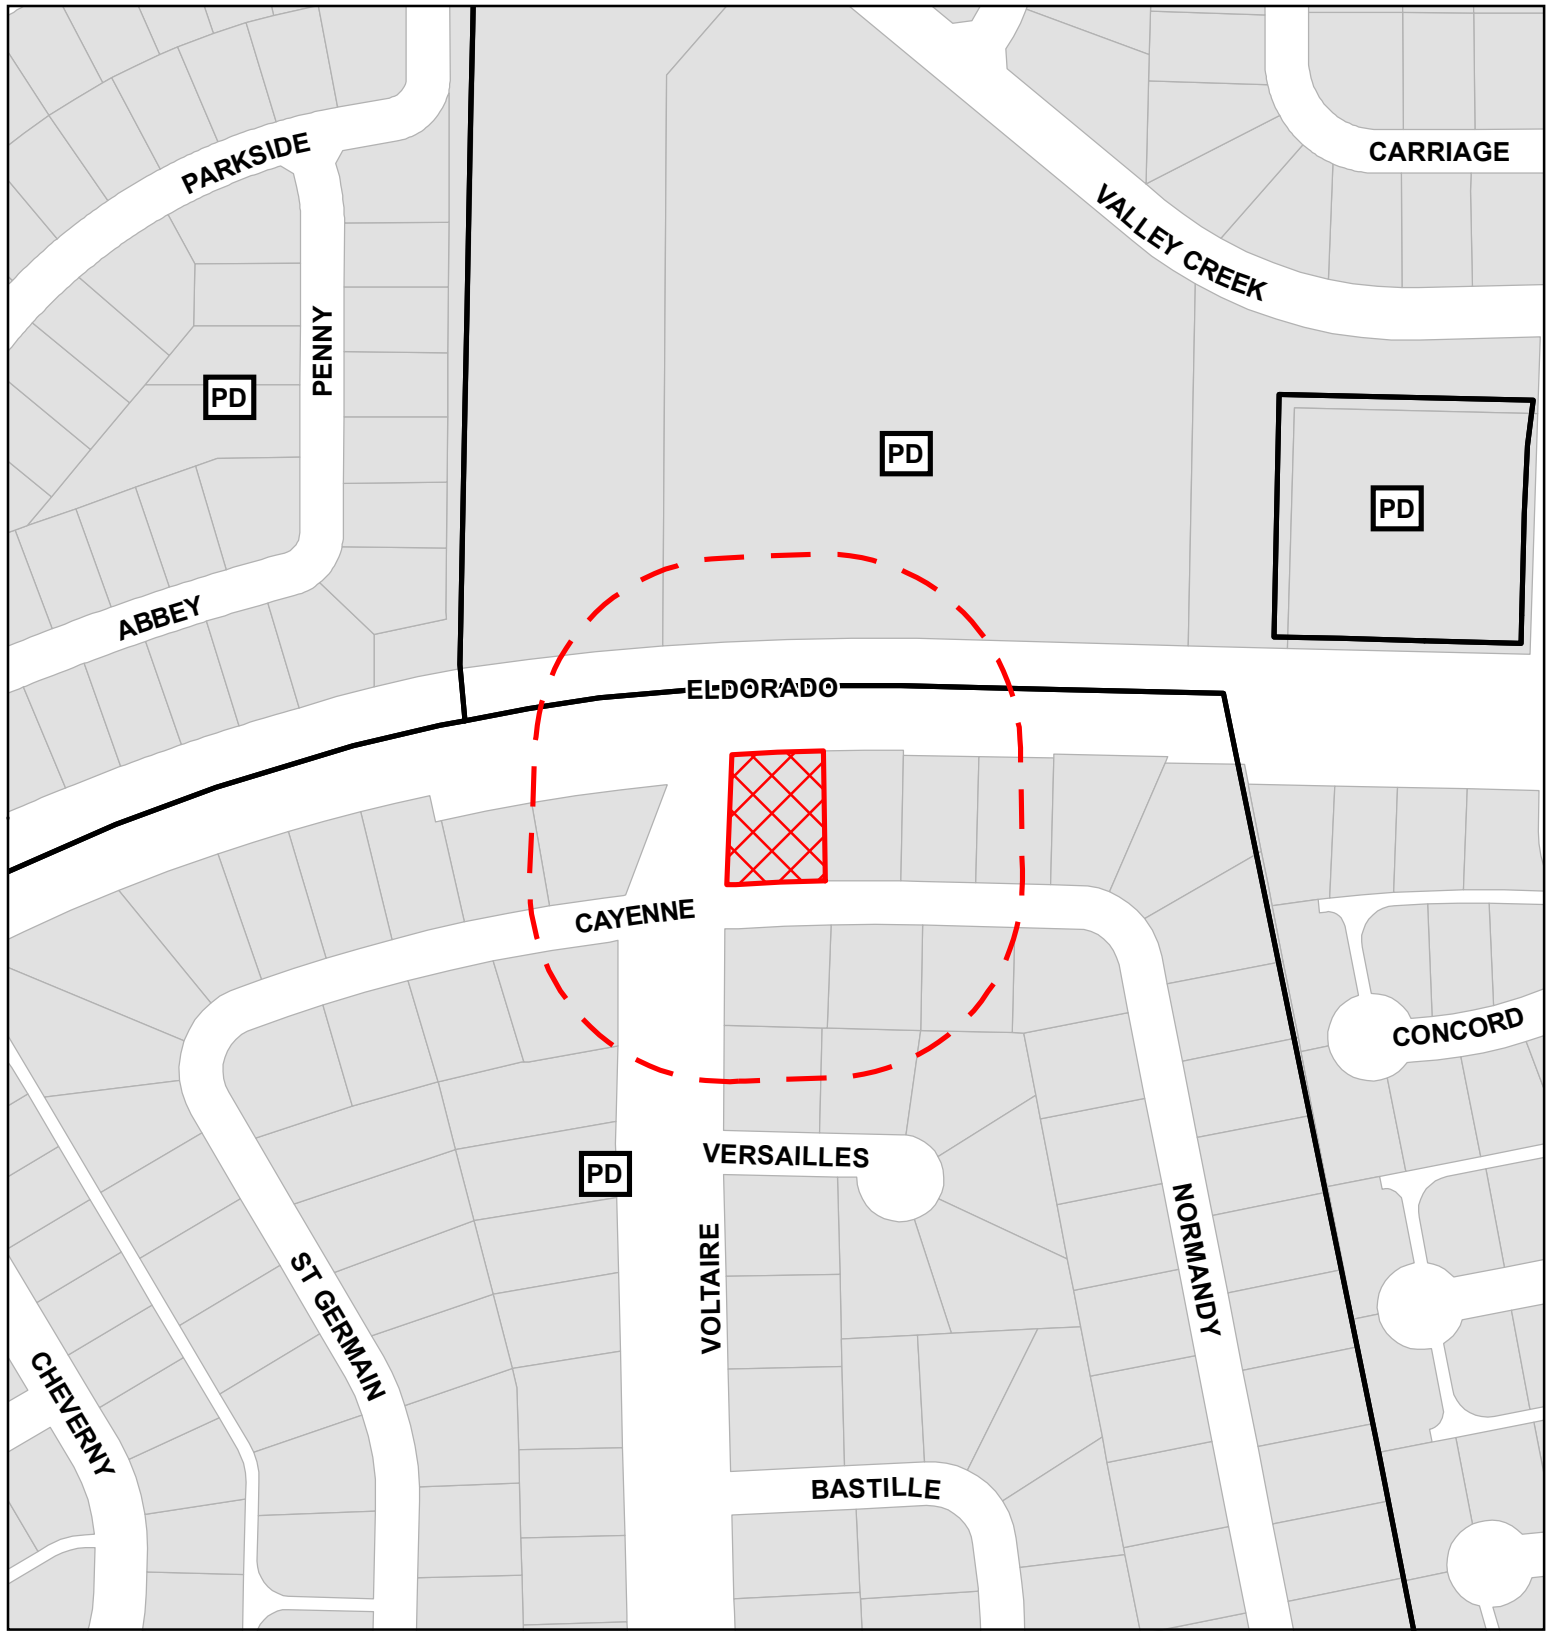 PARKSIDE
CARRIAGE
VALLEY CREEK
PENNY
PD
PD
PD
ABBEY
ELDORADO
CAYENNE
CONCORD
VERSAILLES
PD
VOLTAIRE
NORMANDY
ST GERMAIN
CHEVERNY
BASTILLE